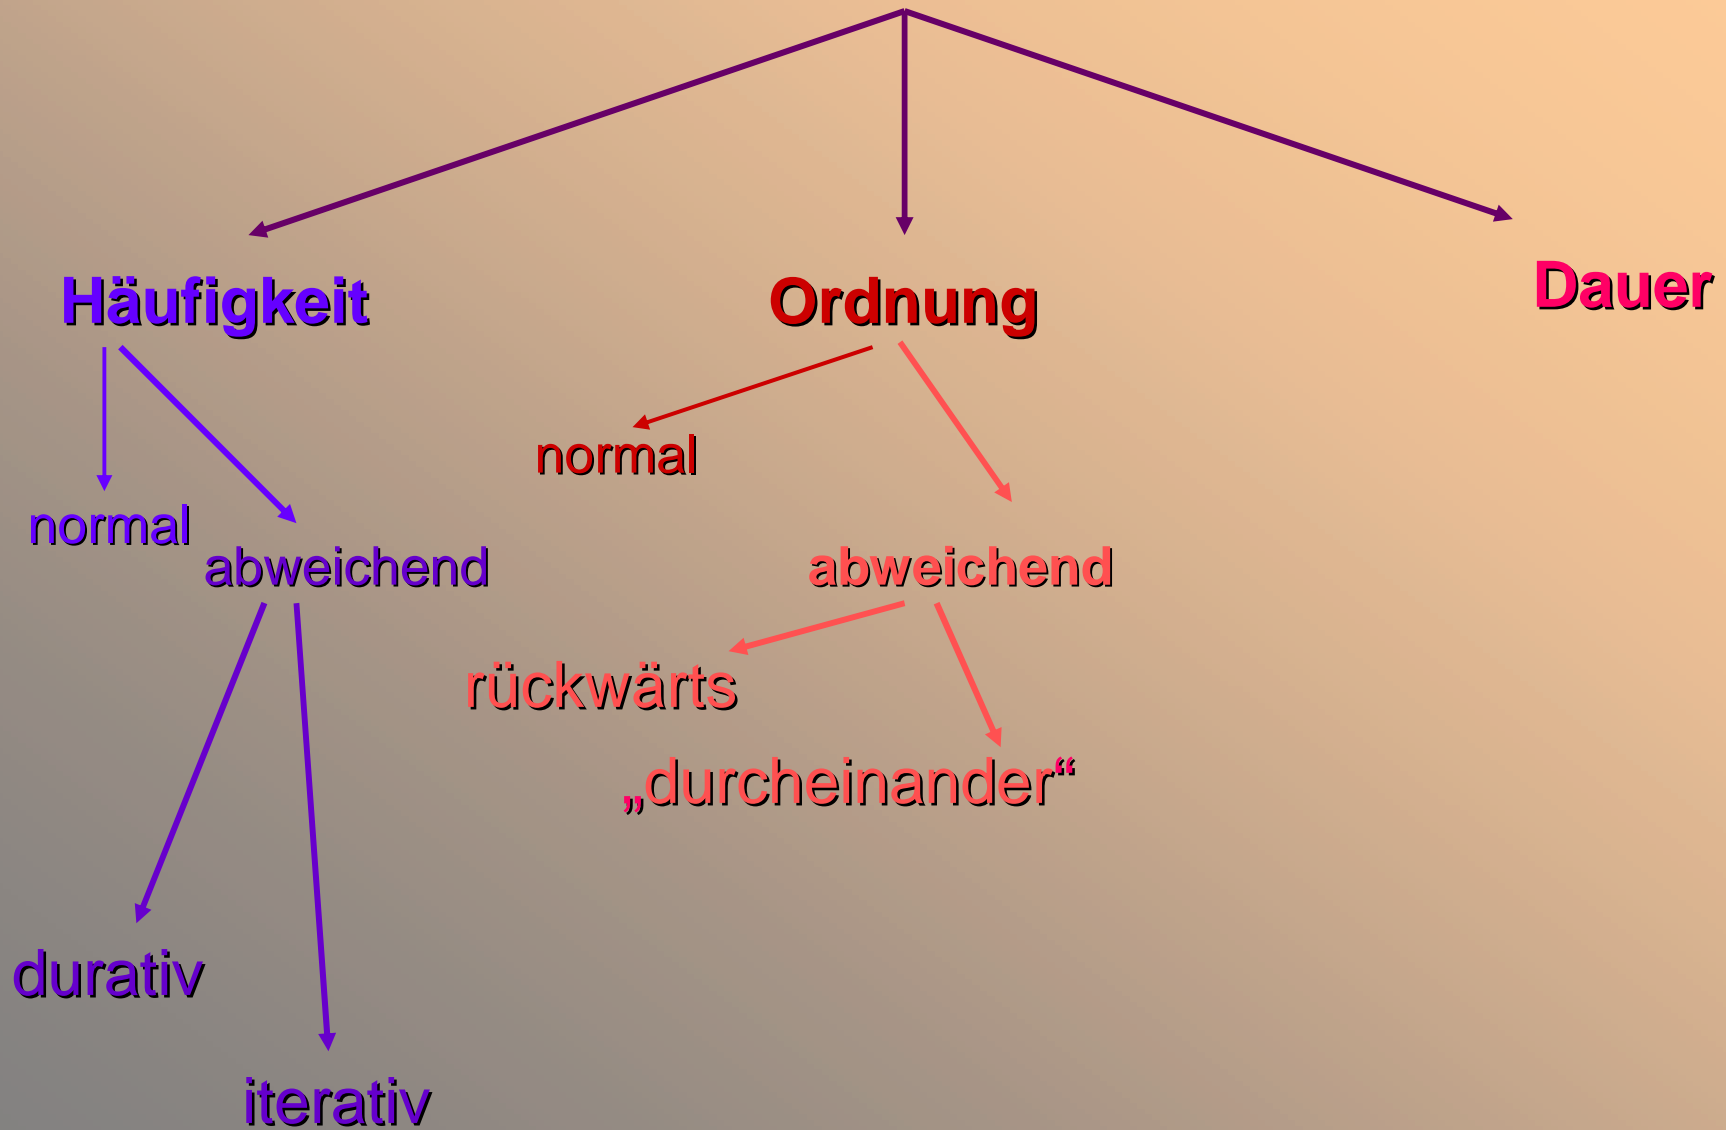 Häufigkeit
Ordnung
Dauer
normal
normal
abweichend
abweichend
rückwärts
„durcheinander“
durativ
iterativ